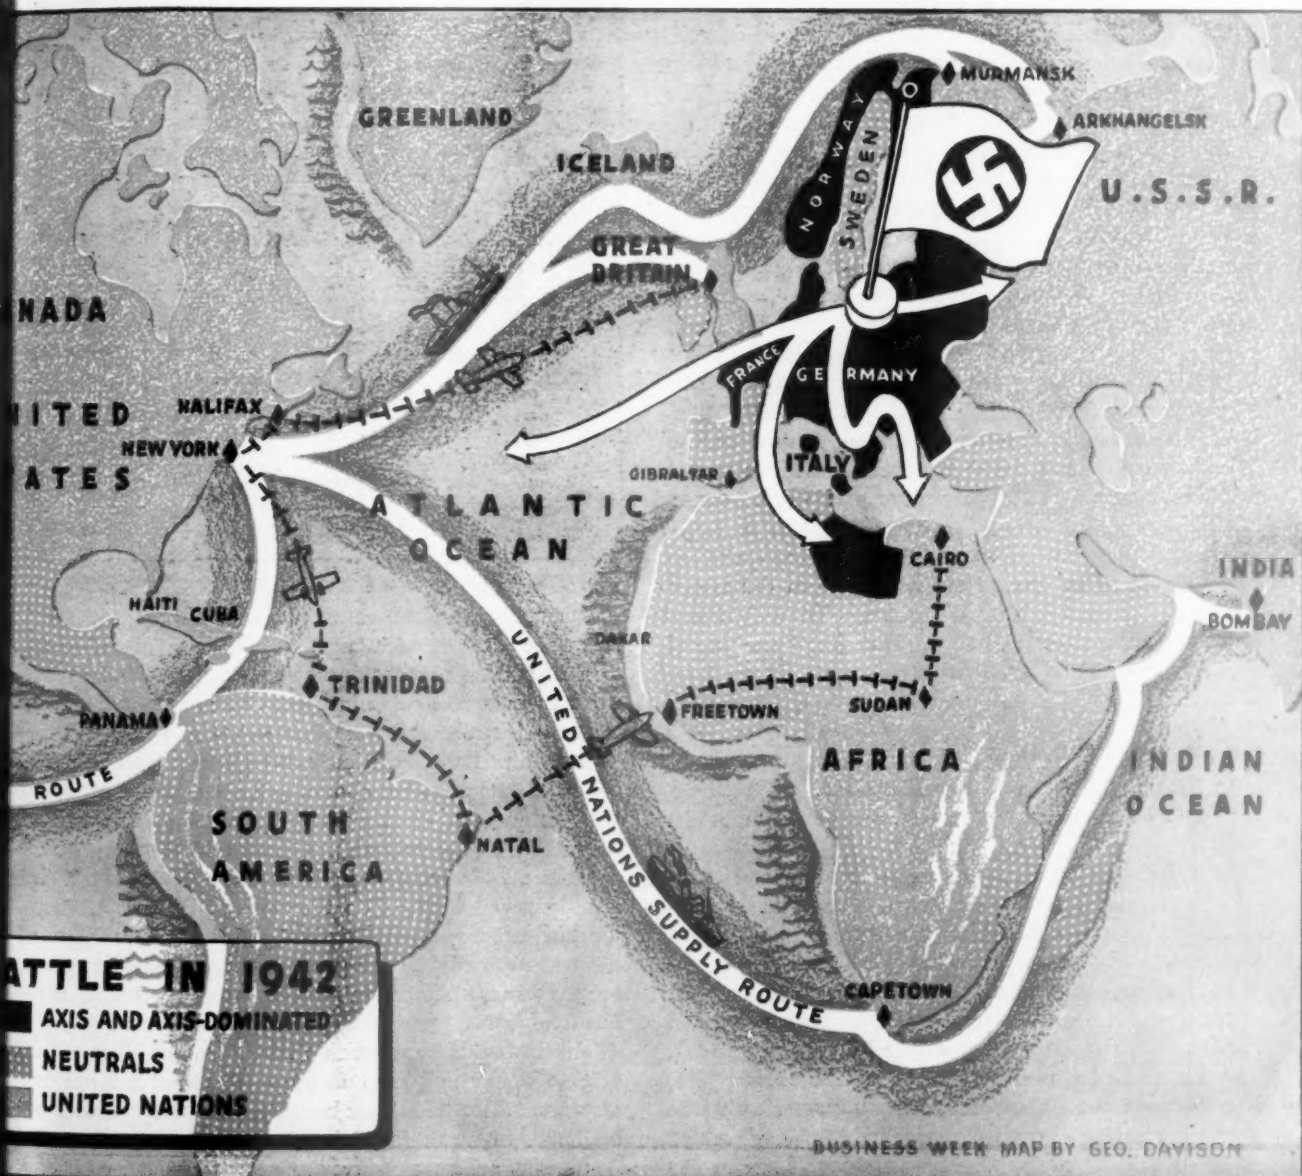 GREENLAND
ICELAND
MURMANSK
ARKHANGELSK
U.S.S.R.
NORWAY
SWEDEN
GREAT
BRITAIN
NADA
NITED
ATES
HALIFAX
NEW YORK
FRANCE
GERMANY
ITALY
GIBRALTAR
ATLANTIC
OCEAN
CAIRO
INDIA
BOMBAY
HAITI
CUBA
DAKAR
TRINIDAD
PANAMA
FREETOWN
SUDAN
AFRICA
INDIAN
OCEAN
ROUTE
SOUTH
AMERICA
NATAL
UNITED NATIONS SUPPLY ROUTE
CAPETOWN
ATTLE IN 1942
AXIS AND AXIS-DOMINATED
NEUTRALS
UNITED NATIONS
BUSINESS WEEK MAP BY GEO. DAVISON